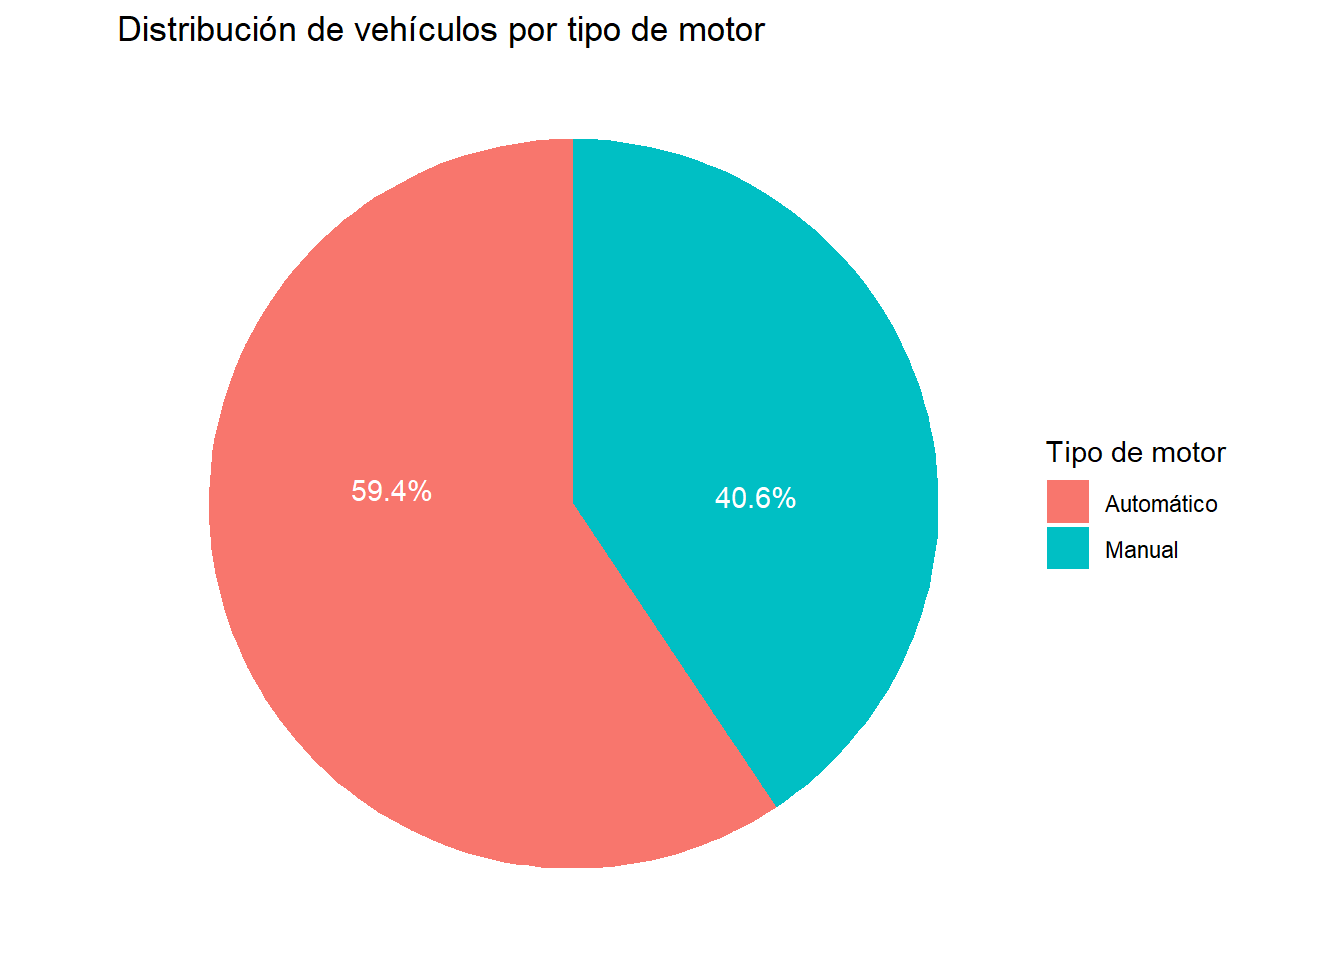 Distribución de vehículos por tipo de motor
59.4%
40.6%
Tipo de motor
Automático
Manual